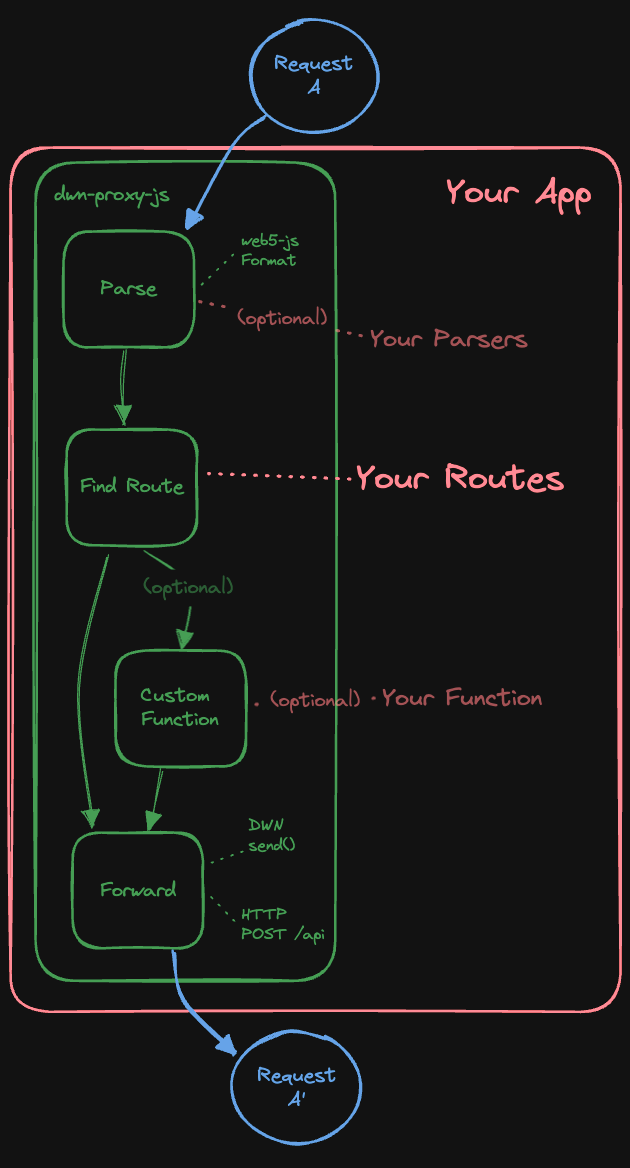 Request
A
Your App
dwn-proxy-js
web5-js
Format
Parse
(optional)
Your Parsers
Find Route
Your Routes
(optional)
Custom
Function
(optional)
Your Function
DWN
send()
Forward
HTTP
POST /api
Request
A'